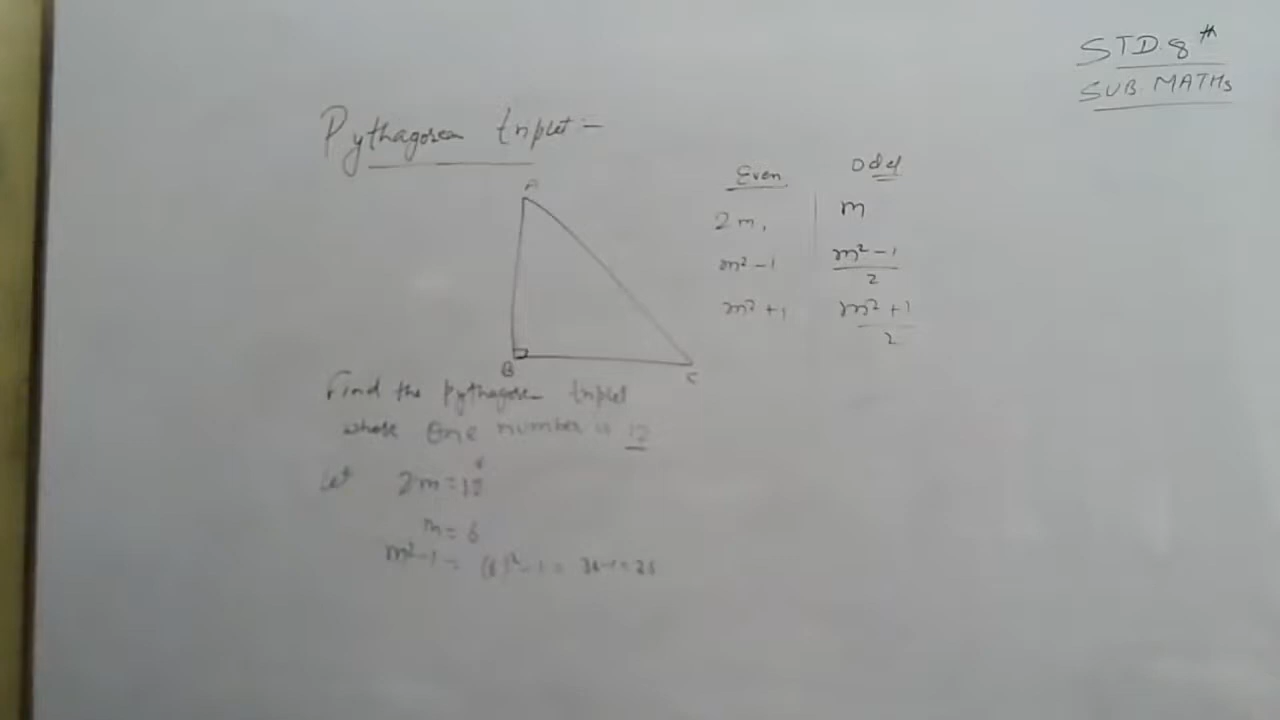 STD. 8th
SUB. MATHs
Pythagorea triplet —
Even
Odd
2m,
m
m² - 1
m² - 1
2
m² + 1
m² + 1
2
A
B
C
Find the Pythagorea triplet
whose One number is 12
Let 2m = 12
m = 6
m² - 1 = (6)² - 1 = 36 - 1 = 35